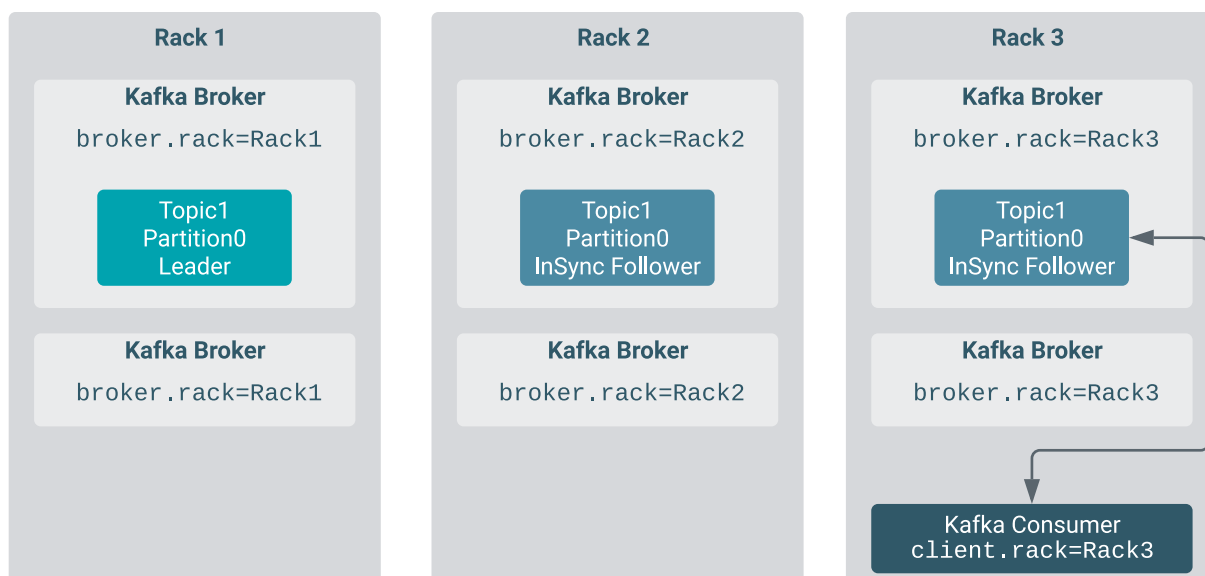 Rack 1
Kafka Broker
broker.rack=Rack1
Topic1
Partition0
Leader
Kafka Broker
broker.rack=Rack1
Rack 2
Kafka Broker
broker.rack=Rack2
Topic1
Partition0
InSync Follower
Kafka Broker
broker.rack=Rack2
Rack 3
Kafka Broker
broker.rack=Rack3
Topic1
Partition0
InSync Follower
Kafka Broker
broker.rack=Rack3
Kafka Consumer
client.rack=Rack3